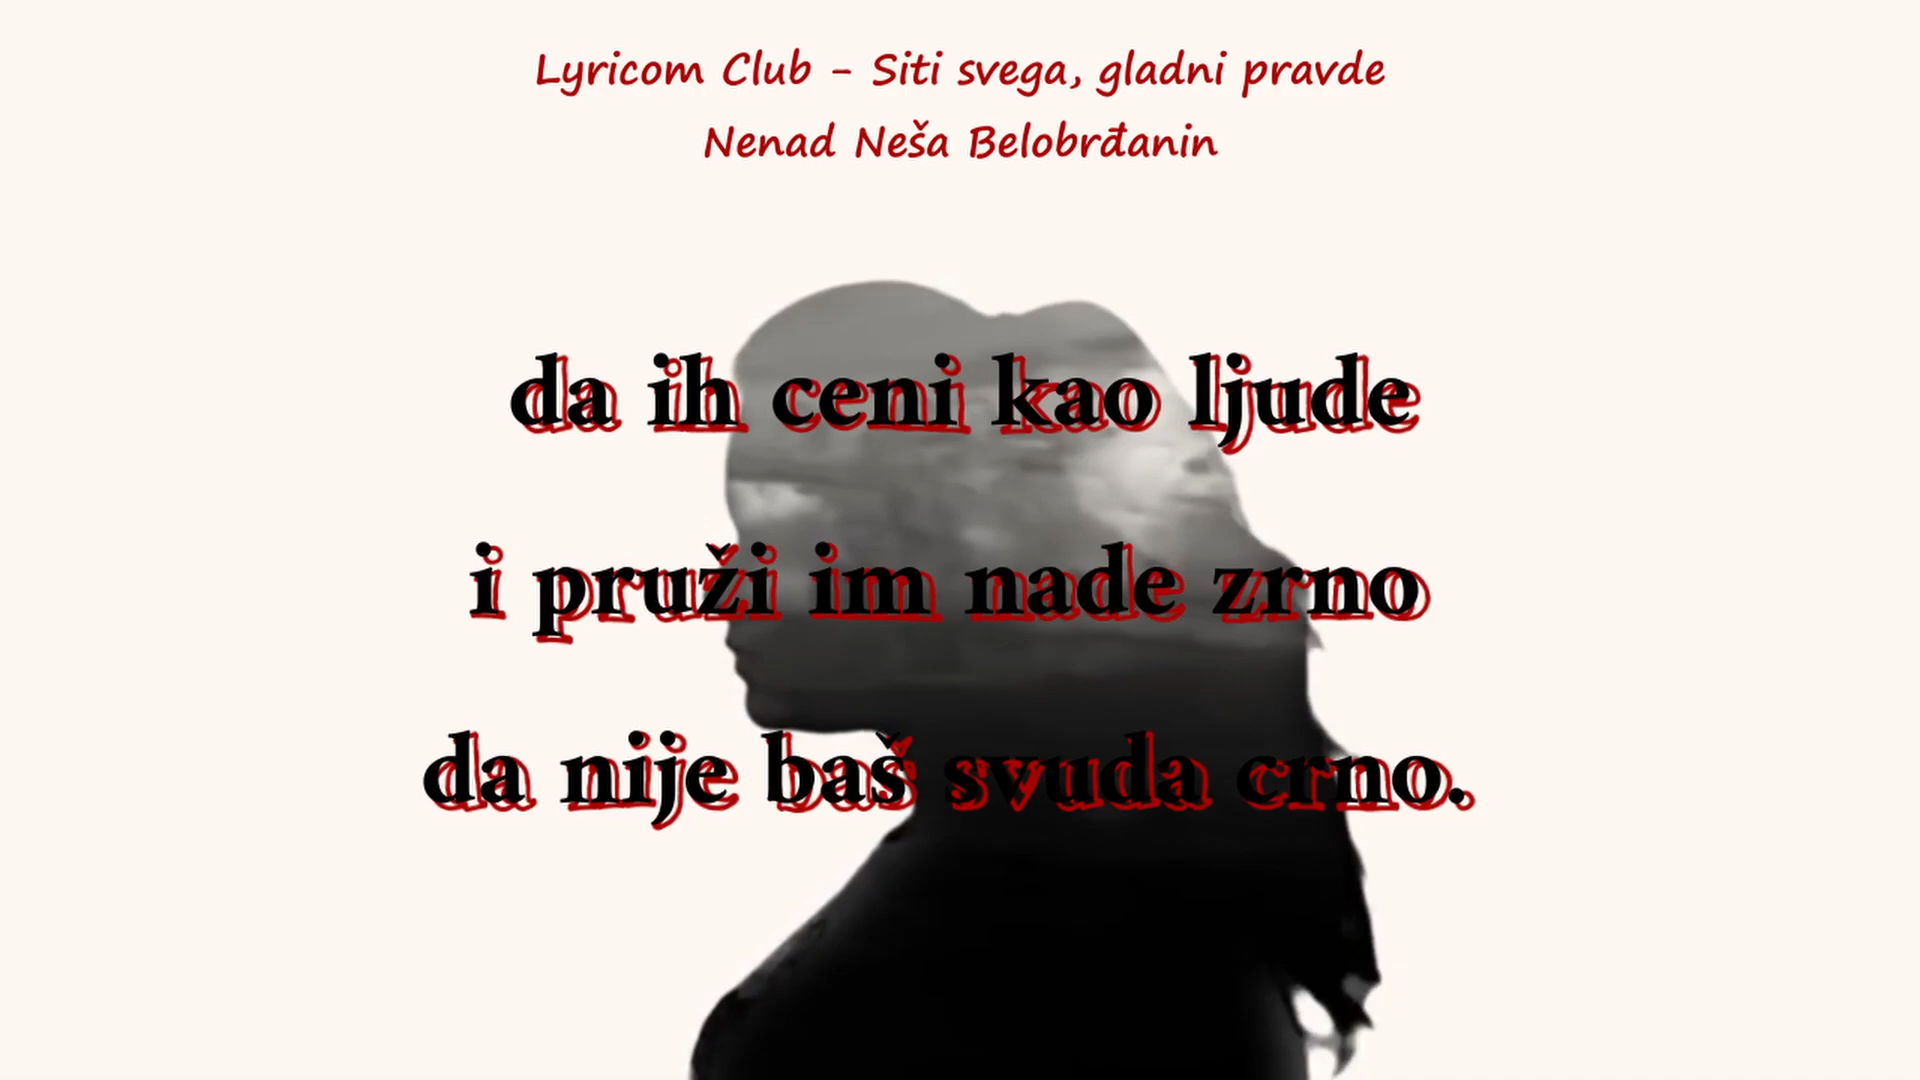 Lyricom Club - Siti svega, gladni pravde
Nenad Neša Belobrđanin
da ih ceni kao ljude
i pruži im nade zrno
da nije baš svuda crno.